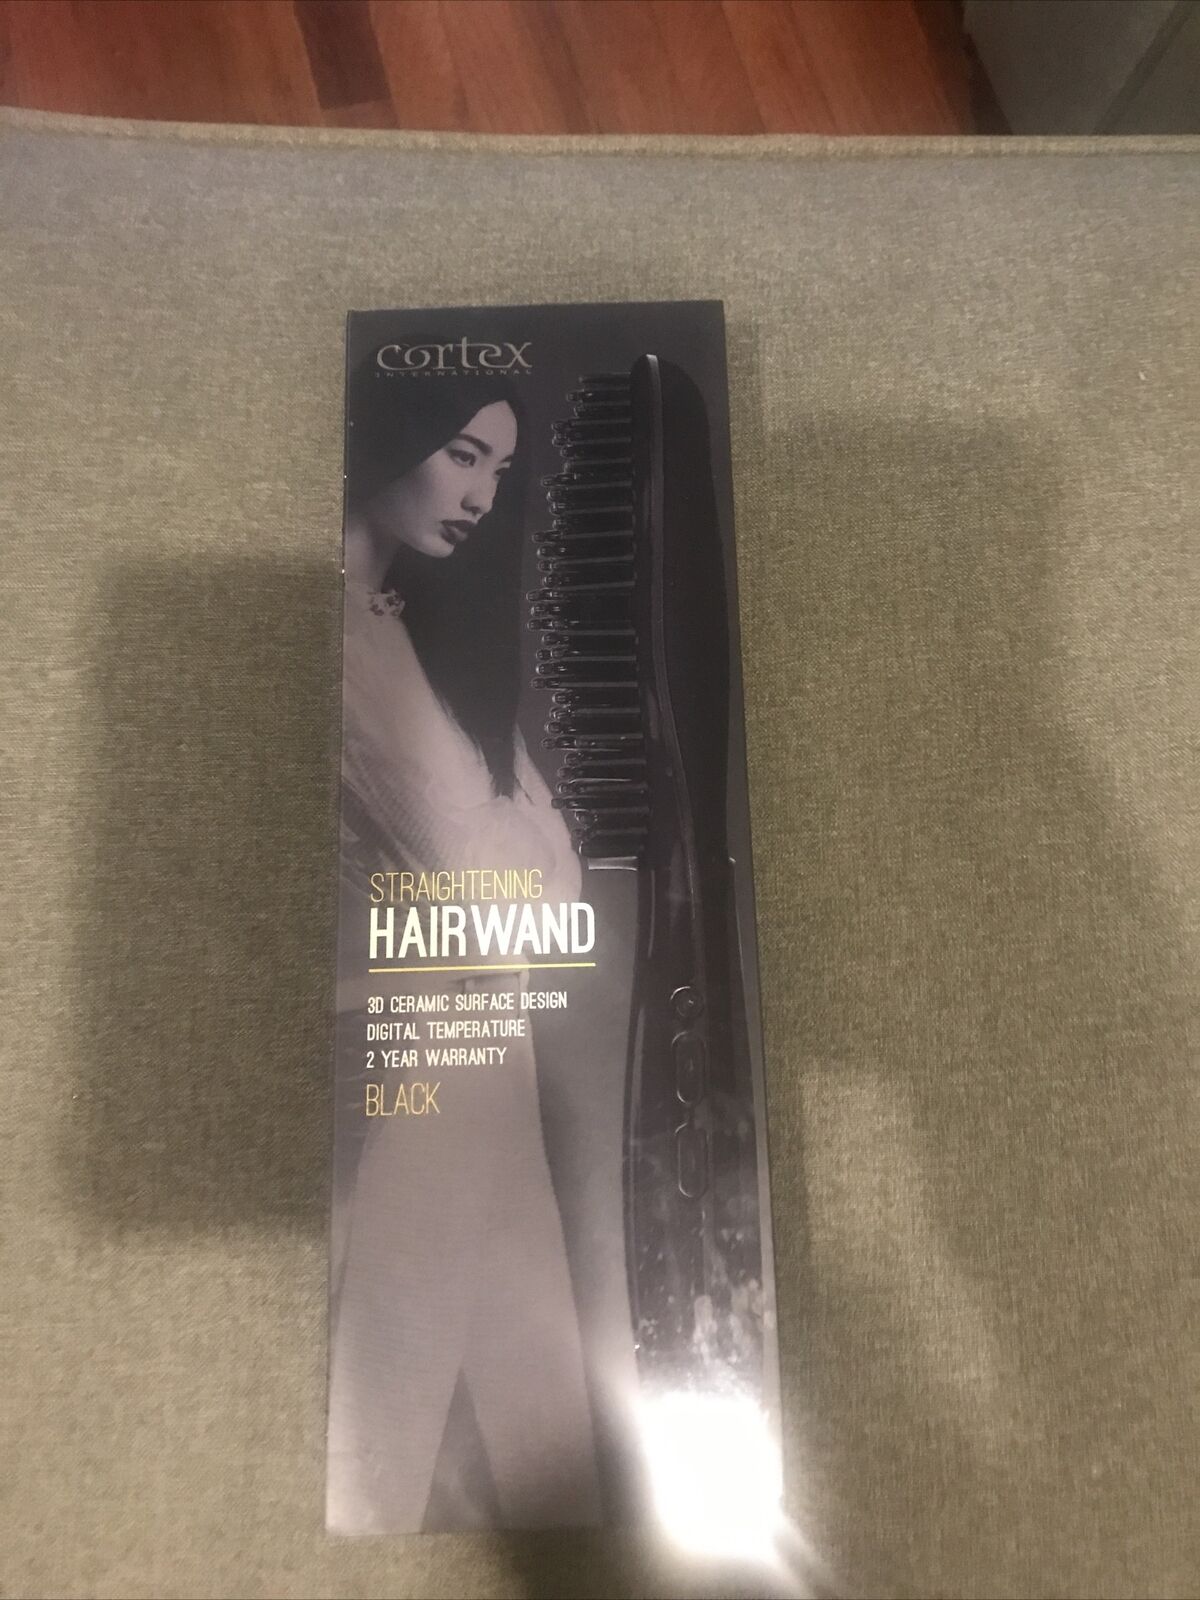 cortex
INTERNATIONAL
STRAIGHTENING
HAIRWAND
3D CERAMIC SURFACE DESIGN
DIGITAL TEMPERATURE
2 YEAR WARRANTY
BLACK